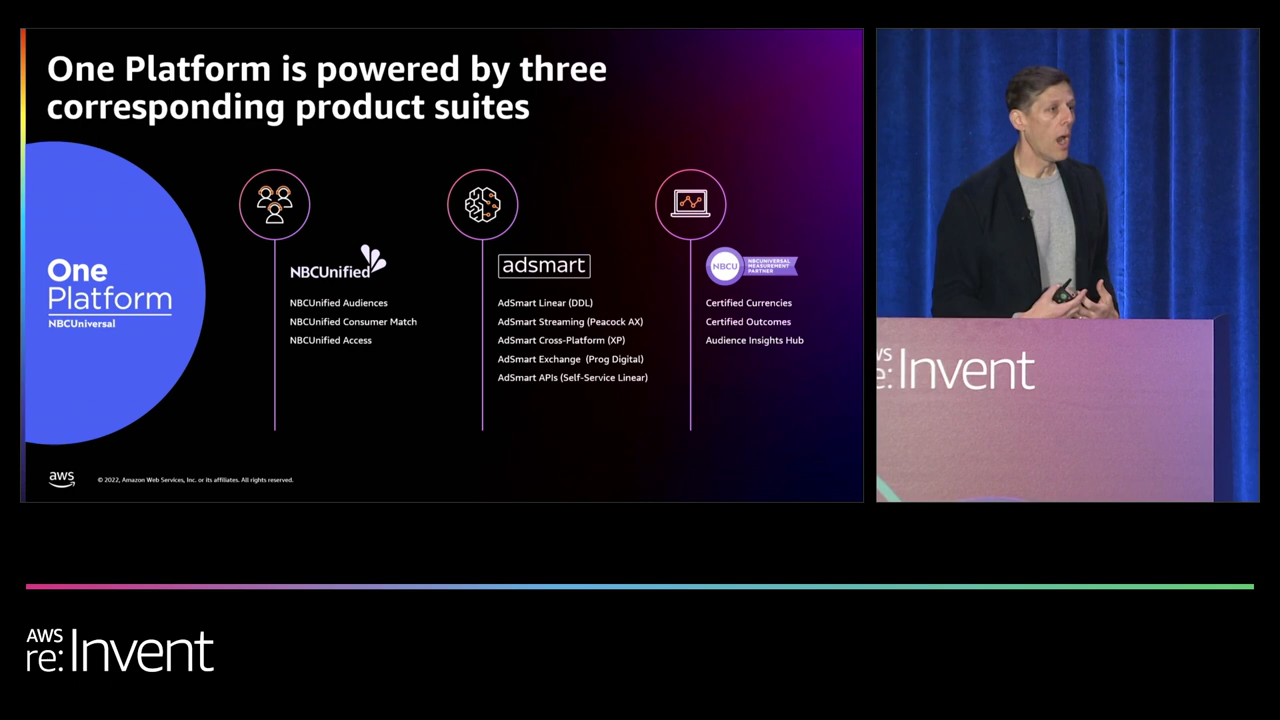 One Platform is powered by three
corresponding product suites
One
Platform
NBCUniversal
NBCUnified
NBCUnified Audiences
NBCUnified Consumer Match
NBCUnified Access
adsmart
AdSmart Linear (DDL)
AdSmart Streaming (Peacock AX)
AdSmart Cross-Platform (XP)
AdSmart Exchange (Prog Digital)
AdSmart APIs (Self-Service Linear)
NBCU
NBCUNIVERSAL
MEASUREMENT
PARTNER
Certified Currencies
Certified Outcomes
Audience Insights Hub
aws
© 2022, Amazon Web Services, Inc. or its affiliates. All rights reserved.
WS
re:Invent
AWS
re:Invent